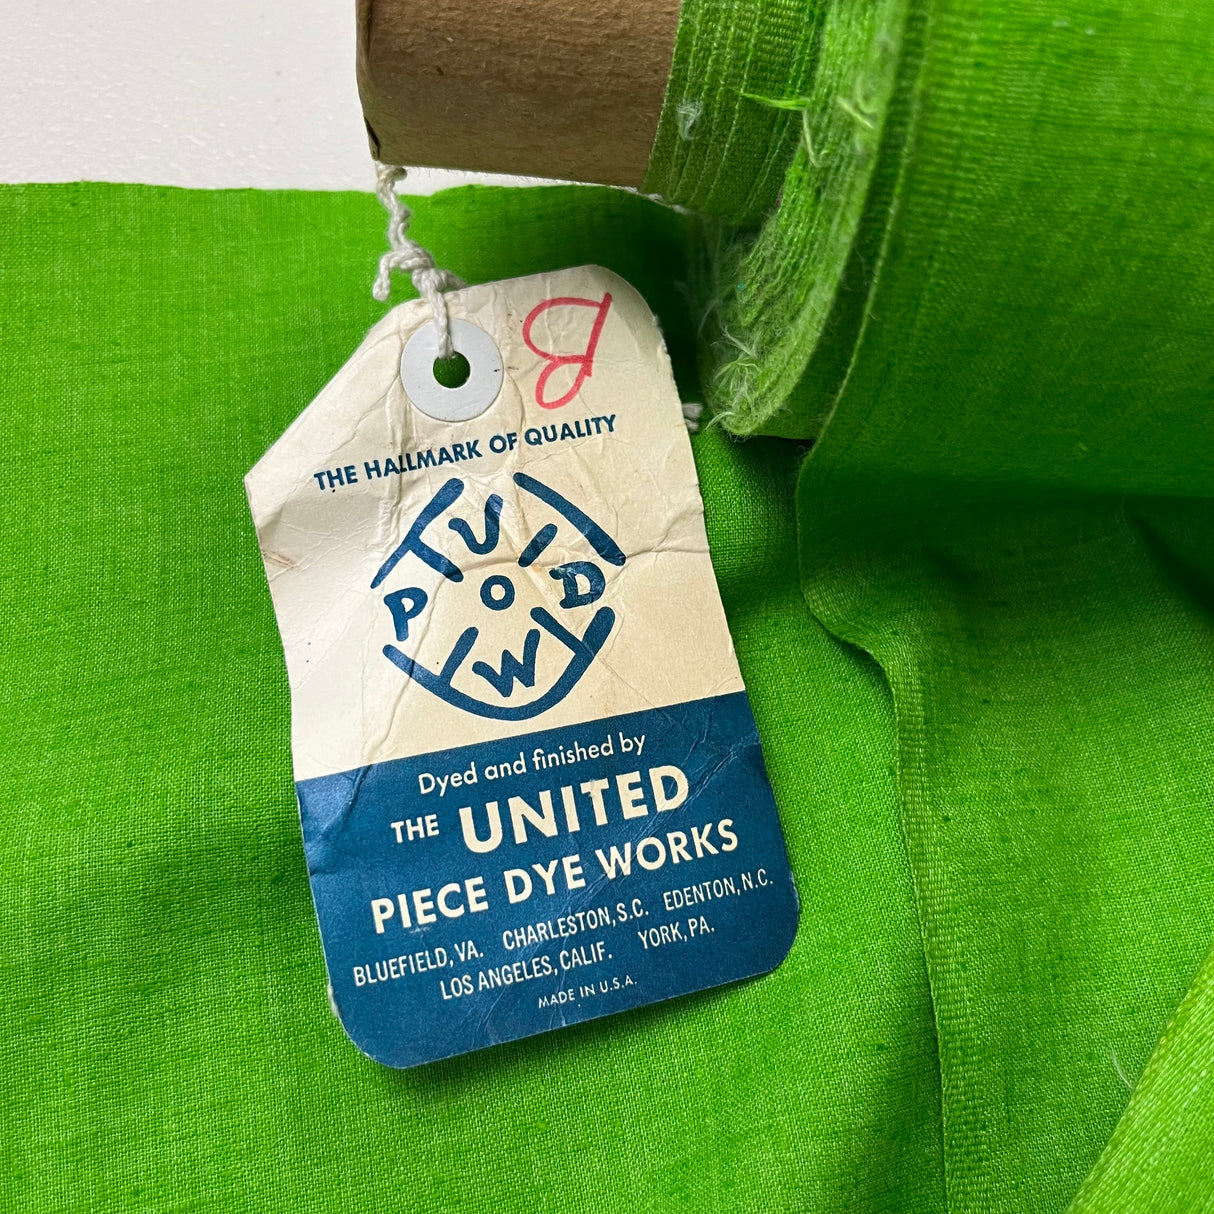 B
THE HALLMARK OF QUALITY
U
P O D
W
Dyed and finished by
THE UNITED
PIECE DYE WORKS
BLUEFIELD, VA. CHARLESTON, S.C. EDENTON, N.C.
LOS ANGELES, CALIF. YORK, PA.
MADE IN U.S.A.